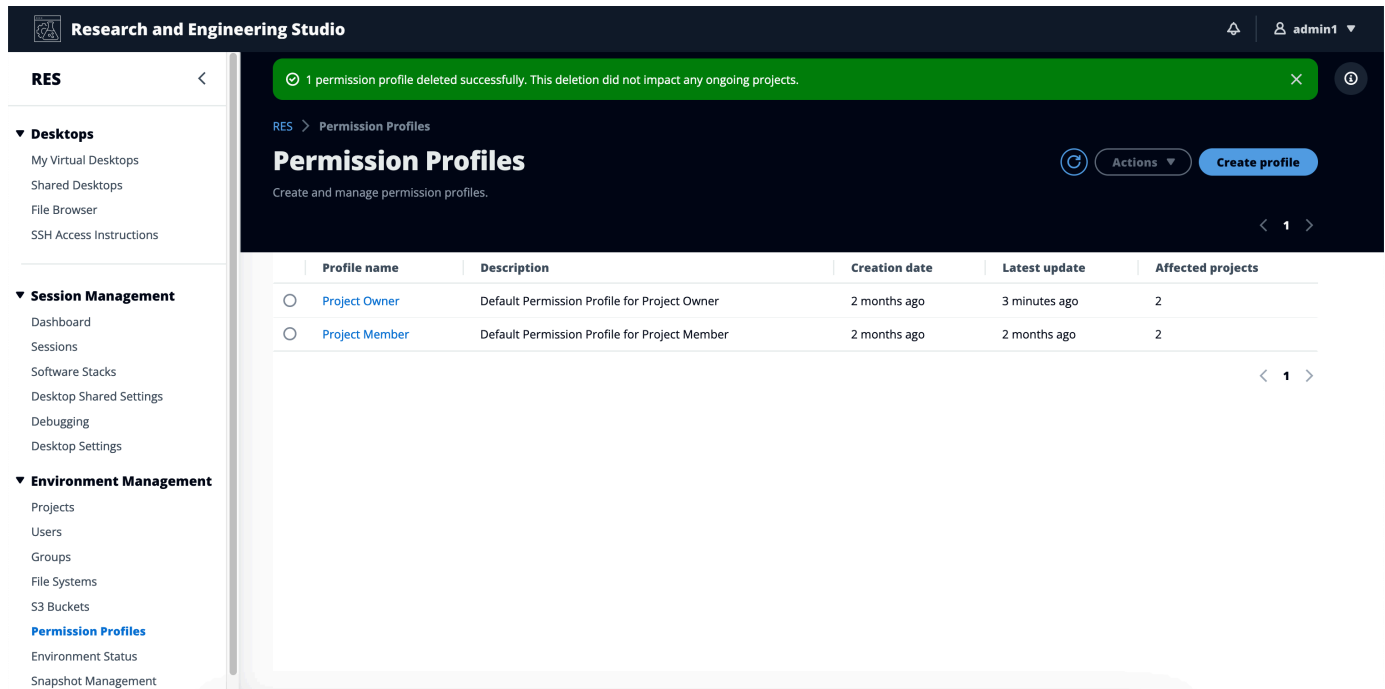 Research and Engineering Studio
admin1
RES
Desktops
My Virtual Desktops
Shared Desktops
File Browser
SSH Access Instructions
Session Management
Dashboard
Sessions
Software Stacks
Desktop Shared Settings
Debugging
Desktop Settings
Environment Management
Projects
Users
Groups
File Systems
S3 Buckets
Permission Profiles
Environment Status
Snapshot Management
1 permission profile deleted successfully. This deletion did not impact any ongoing projects.
RES > Permission Profiles
Permission Profiles
Actions
Create profile
Create and manage permission profiles.
< 1 >
Profile name Description Creation date Latest update Affected projects
Project Owner Default Permission Profile for Project Owner 2 months ago 3 minutes ago 2
Project Member Default Permission Profile for Project Member 2 months ago 2 months ago 2
< 1 >